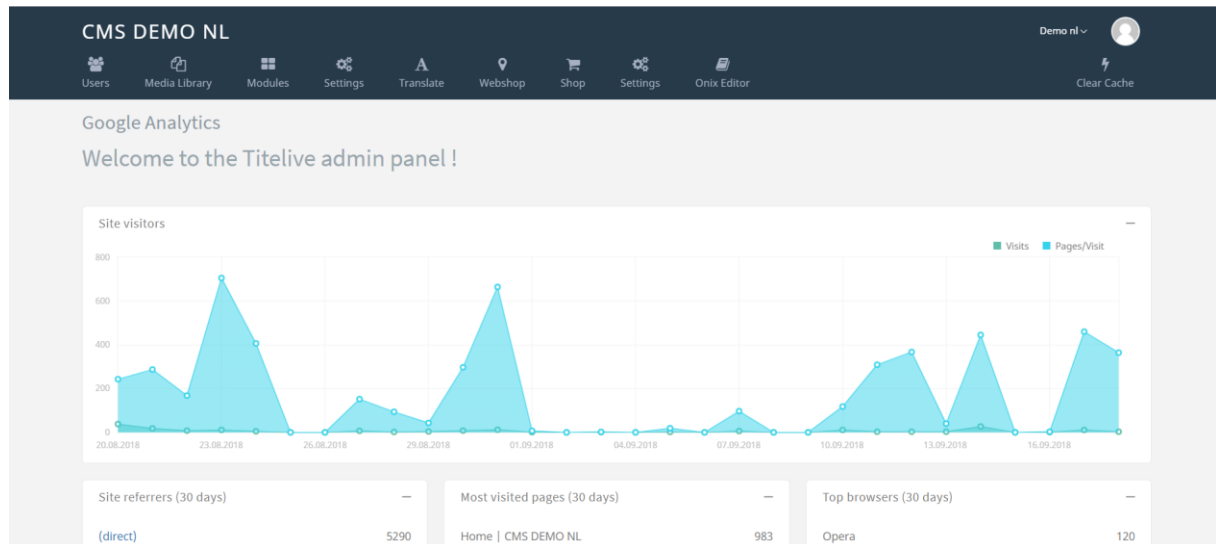 CMS DEMO NL
Demo nl
Users Media Library Modules Settings Translate Webshop Shop Settings Onix Editor Clear Cache
Google Analytics
Welcome to the Titelive admin panel !
Site visitors
Visits Pages/Visit
800
600
400
200
0
20.08.2018 23.08.2018 26.08.2018 29.08.2018 01.09.2018 04.09.2018 07.09.2018 10.09.2018 13.09.2018 16.09.2018
Site referrers (30 days) Most visited pages (30 days) Top browsers (30 days)
(direct) 5290 Home | CMS DEMO NL 983 Opera 120